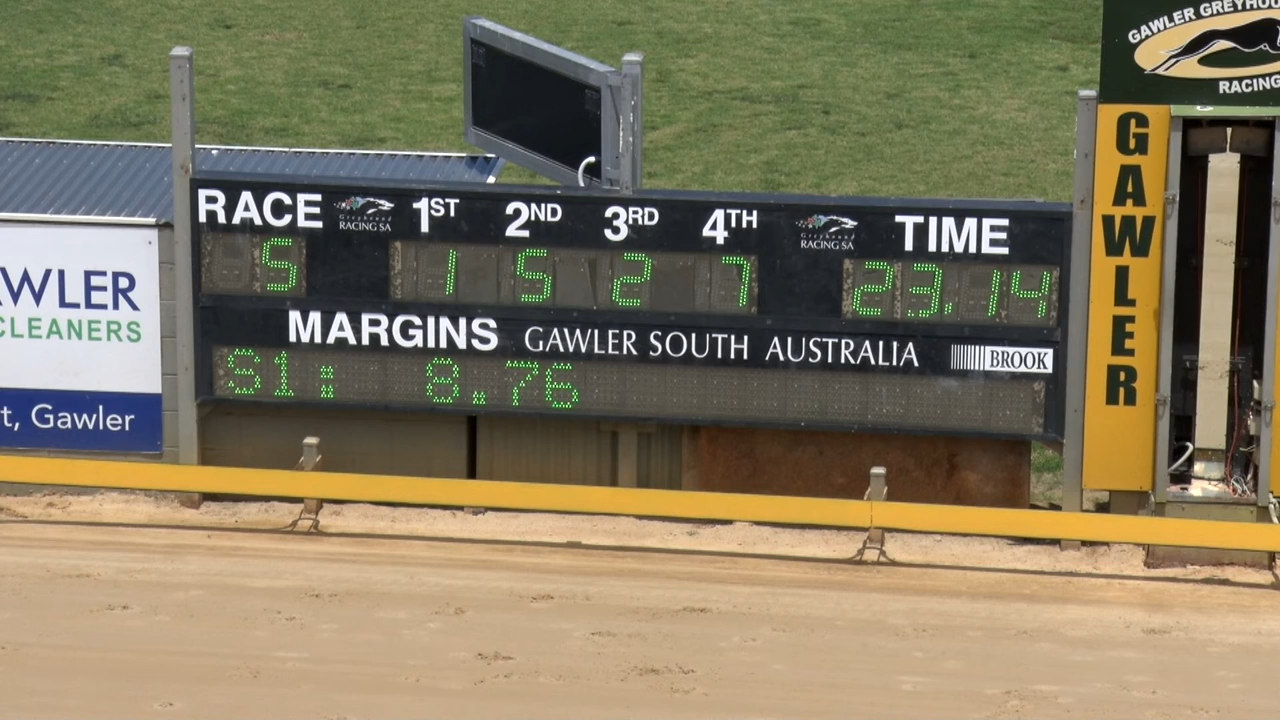 GAWLER GREYHOU
RACING
GAWLER
RACE
Greyhound
RACING SA
1ST 2ND 3RD 4TH
Greyhound
RACING SA
TIME
5 1 5 2 7 23.14
MARGINS GAWLER SOUTH AUSTRALIA BROOK
S1: 8.76
AWLER
CLEANERS
t, Gawler